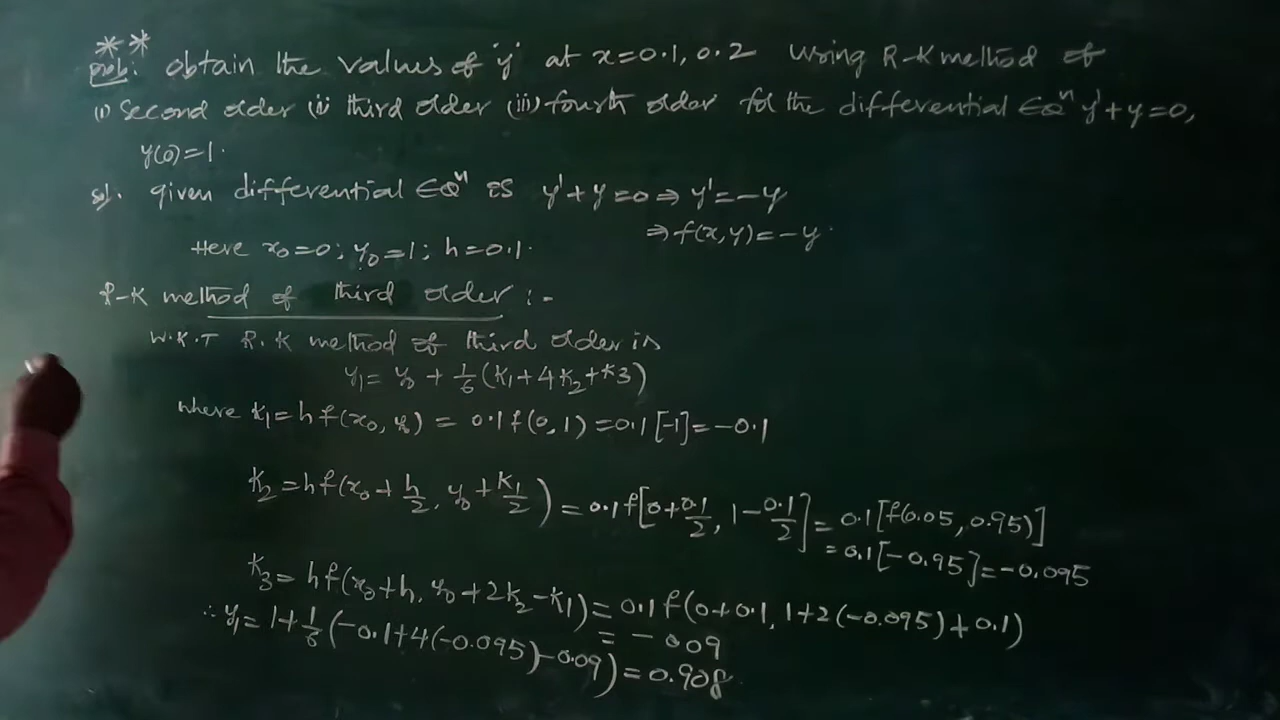 **
prob: obtain the values of 'y' at x=0.1, 0.2 using R-K method of
(i) second order (ii) third order (iii) fourth order for the differential Eqⁿ y'+y=0,
y(0)=1.
sol. given differential Eqⁿ is y'+y=0 ⇒ y'=-y
⇒ f(x,y)=-y.
Here x₀=0; y₀=1; h=0.1.
R-K method of third order :-
W.K.T R.K method of third order is
y₁ = y₀ + 1/6 (K₁+4K₂+K3)
where K₁=hf(x₀,y₀) = 0.1f(0,1)=0.1[-1]=-0.1
K₂=hf(x₀+h/2, y₀+K₁/2) = 0.1f[0+0.1/2, 1-0.1/2] = 0.1[f(0.05, 0.95)]
= 0.1[-0.95]=-0.095
K₃=hf(x₀+h, y₀+2K₂-K₁)=0.1f(0+0.1, 1+2(-0.095)+0.1)
= -0.09
∴ y₁=1+1/6(-0.1+4(-0.095)-0.09)=0.908